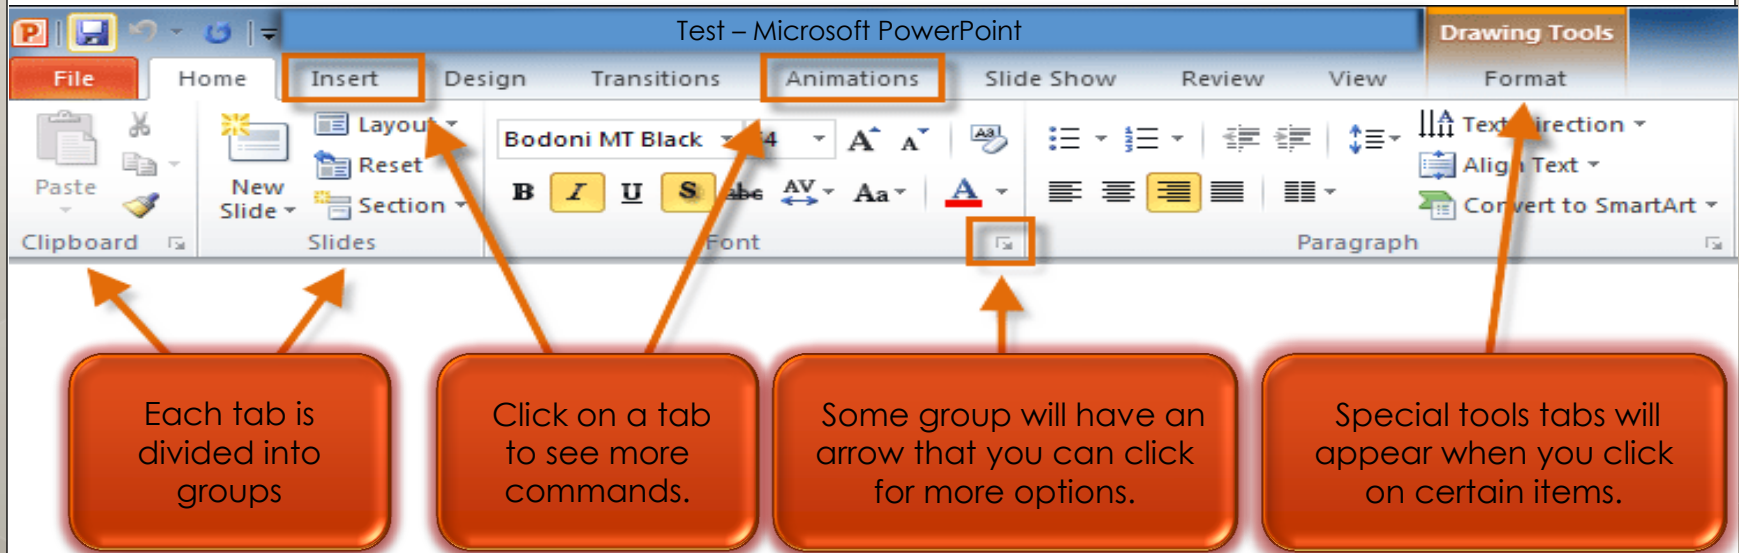 Test – Microsoft PowerPoint
Drawing Tools
File Home Insert Design Transitions Animations Slide Show Review View Format
Paste
New
Slide
Layout
Reset
Section
Bodoni MT Black
4
B I U S abc AV Aa A
Text Direction
Align Text
Convert to SmartArt
Clipboard Slides Font Paragraph
Each tab is
divided into
groups
Click on a tab
to see more
commands.
Some group will have an
arrow that you can click
for more options.
Special tools tabs will
appear when you click
on certain items.